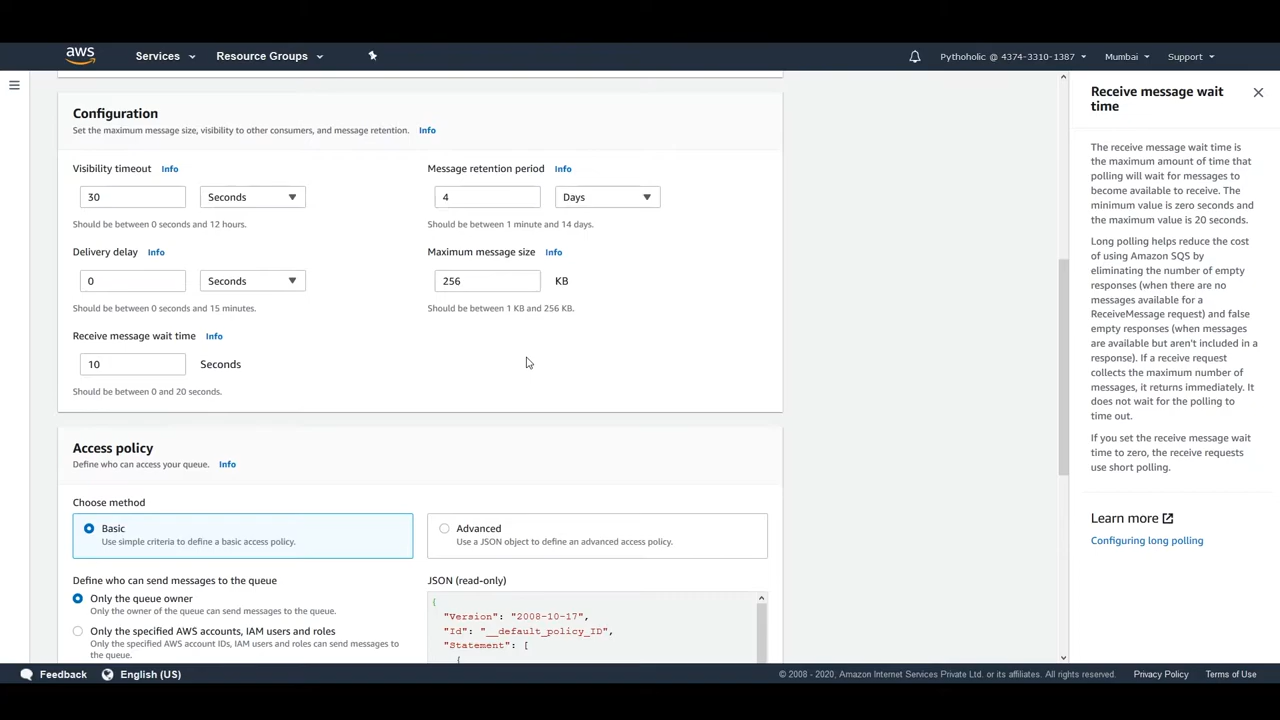 aws
Services
Resource Groups
Pythoholic @ 4374-3310-1387
Mumbai
Support
Configuration
Set the maximum message size, visibility to other consumers, and message retention. Info
Visibility timeout Info
30 Seconds
Should be between 0 seconds and 12 hours.
Message retention period Info
4 Days
Should be between 1 minute and 14 days.
Delivery delay Info
0 Seconds
Should be between 0 seconds and 15 minutes.
Maximum message size Info
256 KB
Should be between 1 KB and 256 KB.
Receive message wait time Info
10 Seconds
Should be between 0 and 20 seconds.
Access policy
Define who can access your queue. Info
Choose method
Basic
Use simple criteria to define a basic access policy.
Advanced
Use a JSON object to define an advanced access policy.
Define who can send messages to the queue
Only the queue owner
Only the owner of the queue can send messages to the queue.
Only the specified AWS accounts, IAM users and roles
Only the specified AWS account IDs, IAM users and roles can send messages to
the queue.
JSON (read-only)
{
"Version": "2008-10-17",
"Id": "__default_policy_ID",
"Statement": [
{
Receive message wait
time
The receive message wait time is
the maximum amount of time that
polling will wait for messages to
become available to receive. The
minimum value is zero seconds and
the maximum value is 20 seconds.
Long polling helps reduce the cost
of using Amazon SQS by
eliminating the number of empty
responses (when there are no
messages available for a
ReceiveMessage request) and false
empty responses (when messages
are available but aren't included in a
response). If a receive request
collects the maximum number of
messages, it returns immediately. It
does not wait for the polling to
time out.
If you set the receive message wait
time to zero, the receive requests
use short polling.
Learn more
Configuring long polling
Feedback
English (US)
© 2008 - 2020, Amazon Internet Services Private Ltd. or its affiliates. All rights reserved.
Privacy Policy
Terms of Use